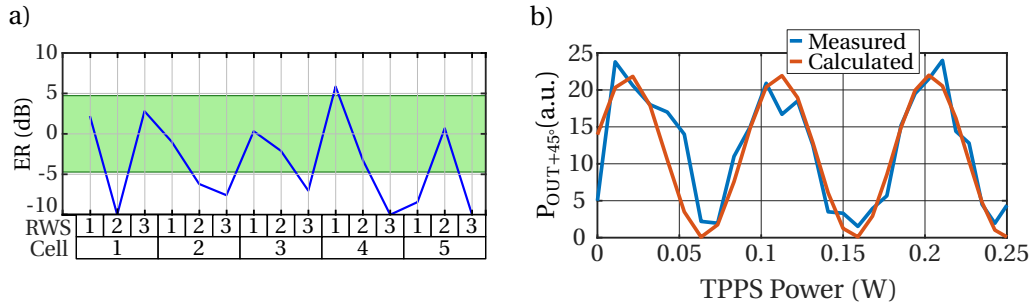 a)
10
5
0
-5
-10
ER (dB)
RWS 1 2 3 1 2 3 1 2 3 1 2 3 1 2 3
Cell 1 2 3 4 5
b)
Measured
Calculated
25
20
15
10
5
0
P_OUT+45°(a.u.)
0 0.05 0.1 0.15 0.2 0.25
TPPS Power (W)